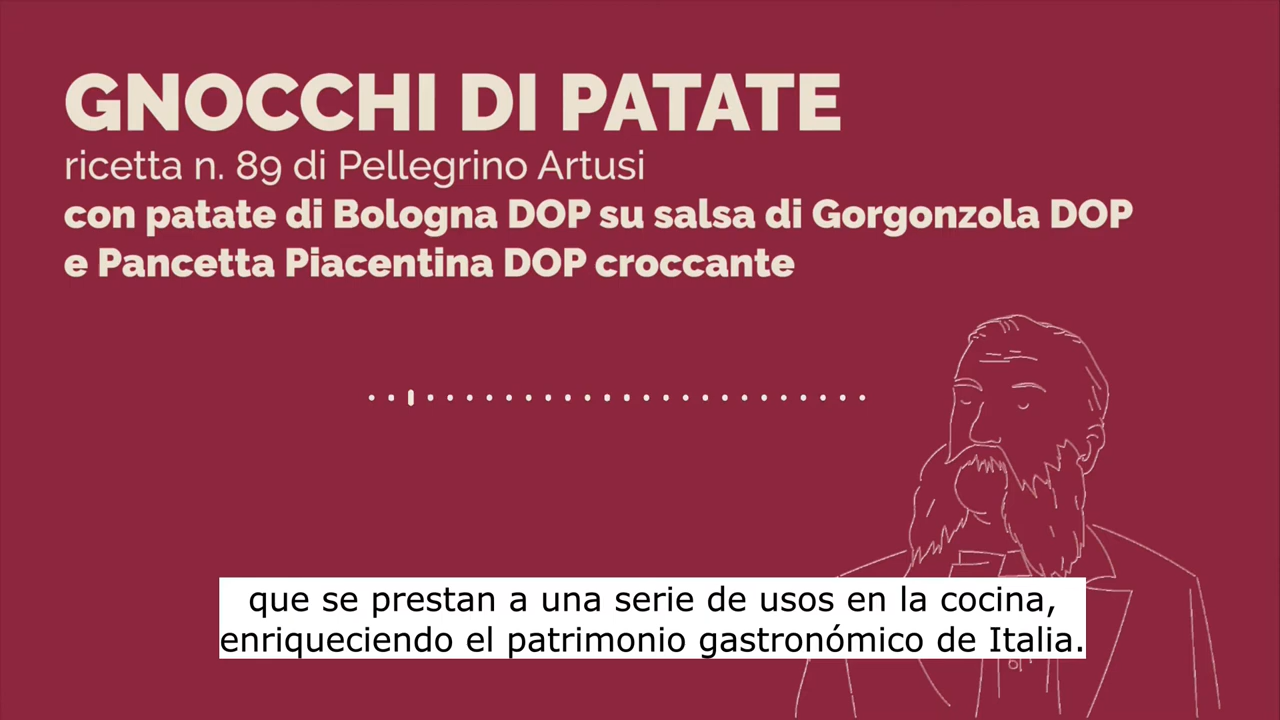 GNOCCHI DI PATATE
ricetta n. 89 di Pellegrino Artusi
con patate di Bologna DOP su salsa di Gorgonzola DOP
e Pancetta Piacentina DOP croccante
que se prestan a una serie de usos en la cocina,
enriqueciendo el patrimonio gastronómico de Italia.